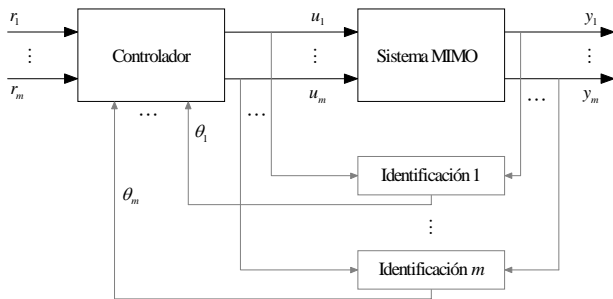 r1 u1 y1
⋮ Controlador ⋮ Sistema MIMO ⋮
rm um ym
… … …
θ1
θm
Identificación 1
⋮
Identificación m